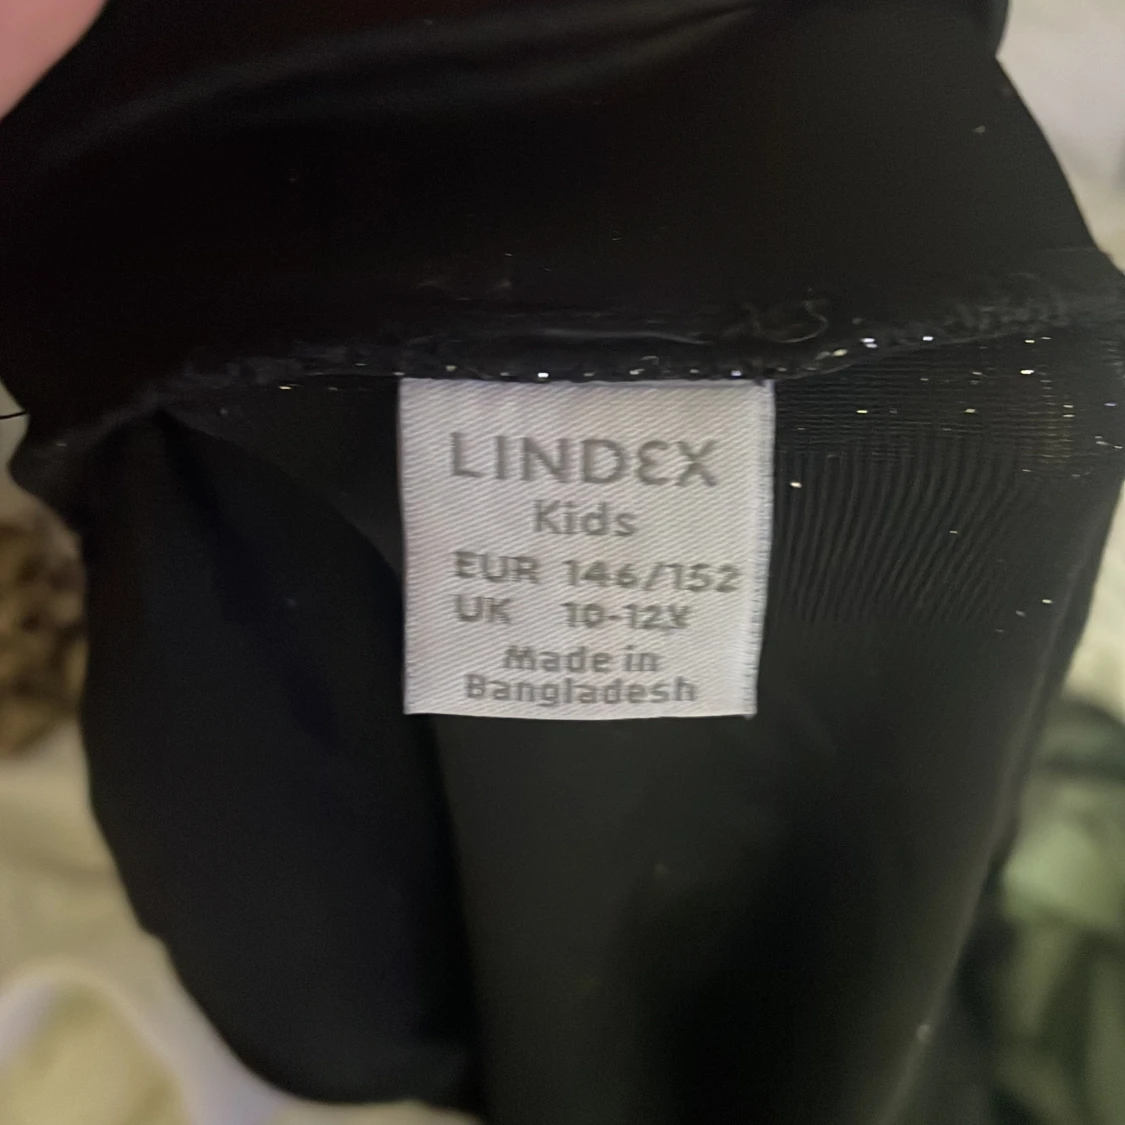 LINDEX
Kids
EUR 146/152
UK 10-12Y
Made in
Bangladesh